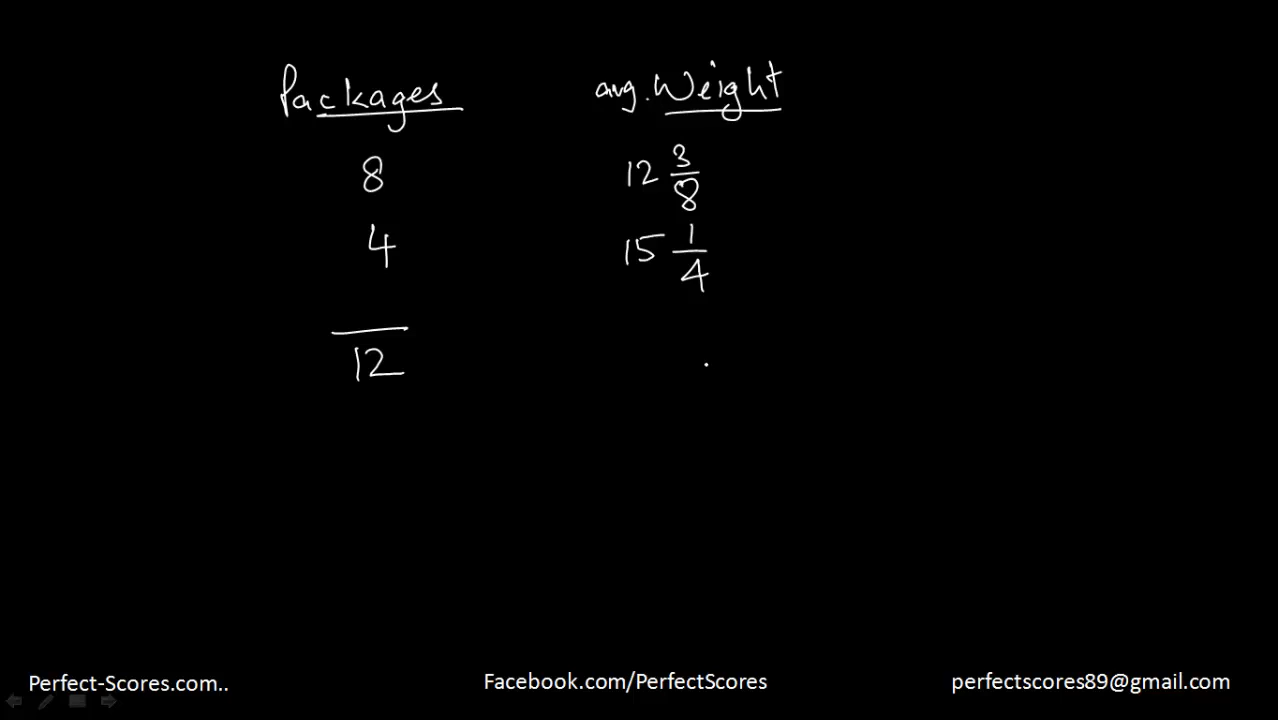 Packages avg. Weight
8 12 3/8
4 15 1/4
12
Perfect-Scores.com.. Facebook.com/PerfectScores perfectscores89@gmail.com